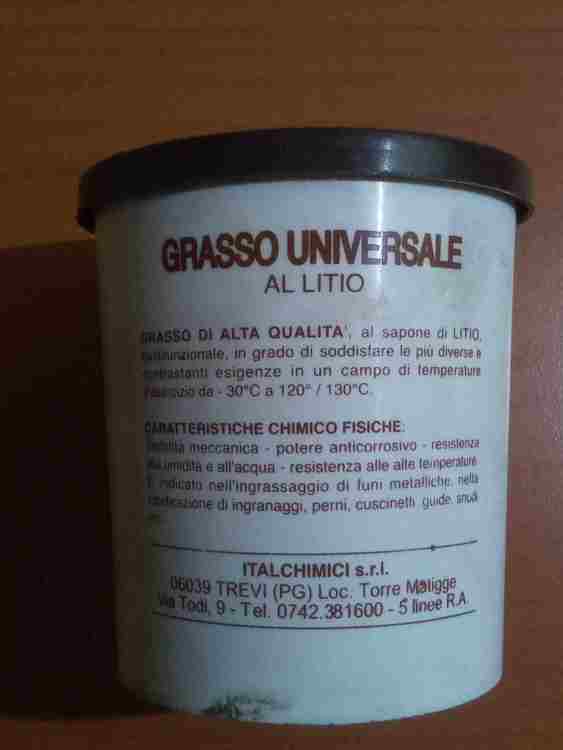 GRASSO UNIVERSALE
AL LITIO
GRASSO DI ALTA QUALITA', al sapone di LITIO,
multifunzionale, in grado di soddisfare le più diverse e
contrastanti esigenze in un campo di temperature
d'esercizio da - 30°C a 120° / 130°C.
CARATTERISTICHE CHIMICO FISICHE:
stabilità meccanica - potere anticorrosivo - resistenza
alla umidità e all'acqua - resistenza alle alte temperature.
È indicato nell'ingrassaggio di funi metalliche, nella
lubrificazione di ingranaggi, perni, cuscinetti guide, snodi
ITALCHIMICI s.r.l.
06039 TREVI (PG) Loc. Torre Matigge
Via Todi, 9 - Tel. 0742.381600 - 5 linee R.A.